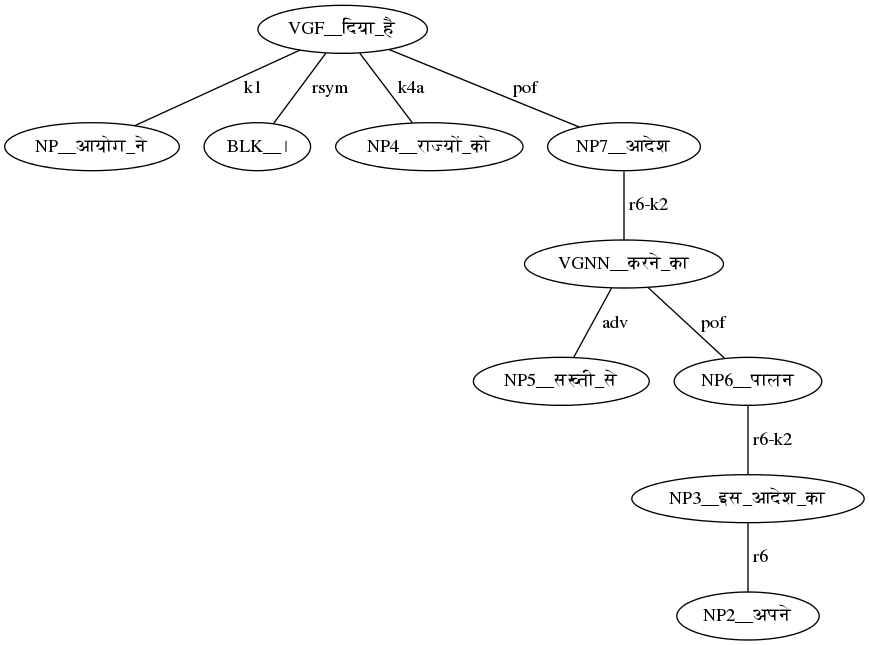 VGF__दिया_है
k1
rsym
k4a
pof
NP__आयोग_ने
BLK__।
NP4__राज्यों_को
NP7__आदेश
r6-k2
VGNN__करने_का
adv
pof
NP5__सख्ती_से
NP6__पालन
r6-k2
NP3__इस_आदेश_का
r6
NP2__अपने